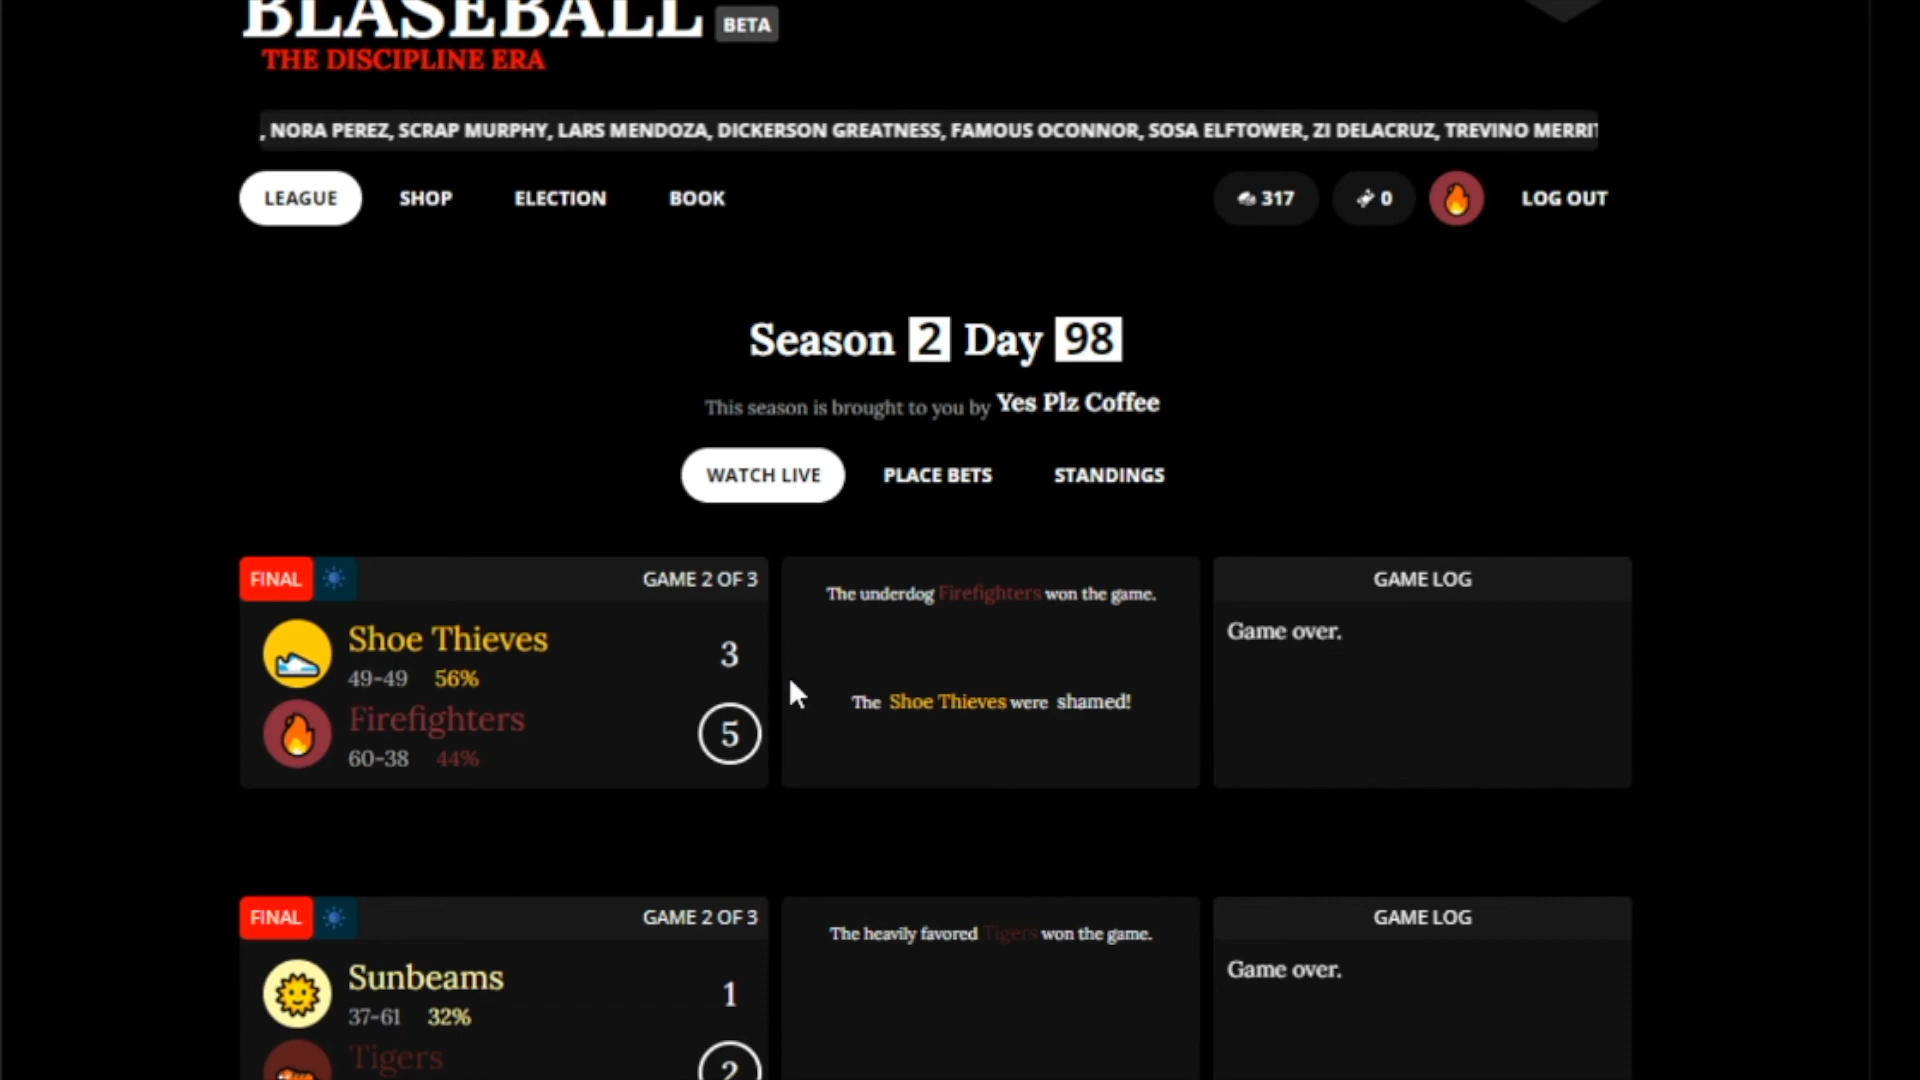 BLASEBALL BETA
THE DISCIPLINE ERA
, NORA PEREZ, SCRAP MURPHY, LARS MENDOZA, DICKERSON GREATNESS, FAMOUS OCONNOR, SOSA ELFTOWER, ZI DELACRUZ, TREVINO MERRIT
LEAGUE SHOP ELECTION BOOK 317 0 LOG OUT
Season 2 Day 98
This season is brought to you by Yes Plz Coffee
WATCH LIVE PLACE BETS STANDINGS
FINAL GAME 2 OF 3
Shoe Thieves 3
49-49 56%
Firefighters 5
60-38 44%
The underdog Firefighters won the game.
The Shoe Thieves were shamed!
GAME LOG
Game over.
FINAL GAME 2 OF 3
Sunbeams 1
37-61 32%
Tigers 2
The heavily favored Tigers won the game.
GAME LOG
Game over.